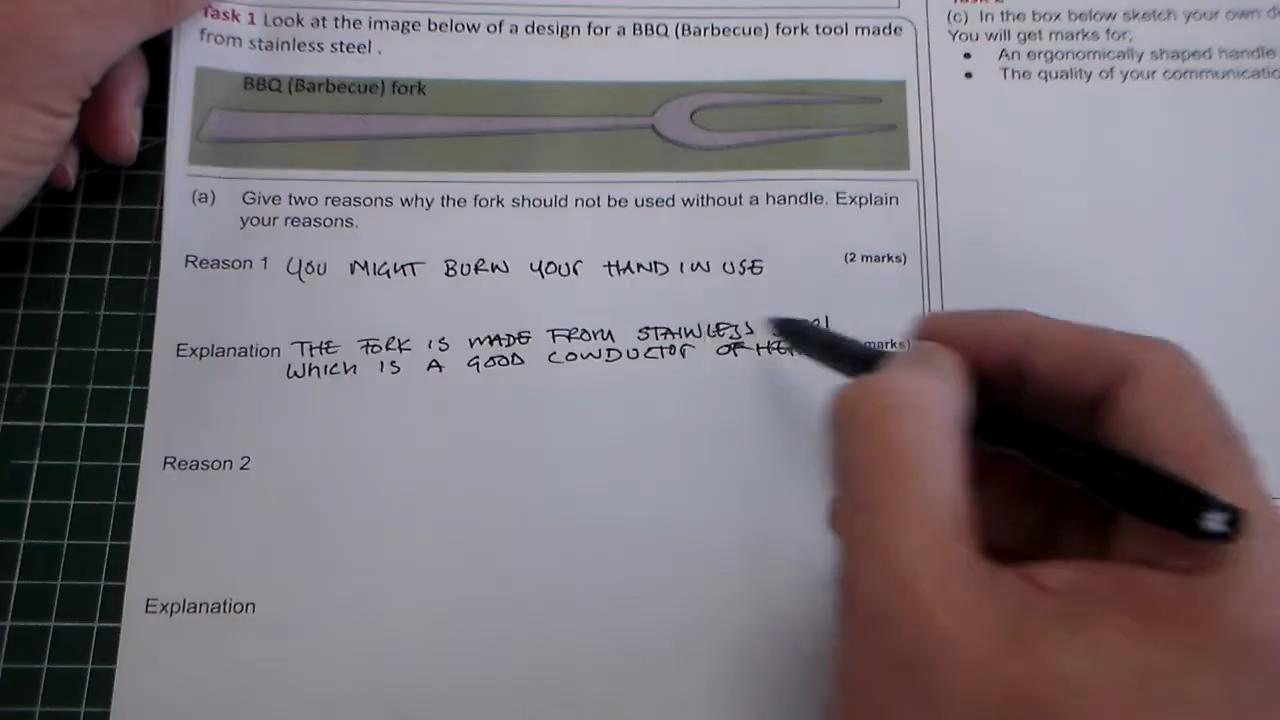 Task 1 Look at the image below of a design for a BBQ (Barbecue) fork tool made
from stainless steel .
BBQ (Barbecue) fork
(a) Give two reasons why the fork should not be used without a handle. Explain
your reasons.
Reason 1 YOU MIGHT BURN YOUR HAND IN USE (2 marks)
Explanation THE FORK IS MADE FROM STAINLESS
marks)
WHICH IS A GOOD CONDUCTOR OF
Reason 2
Explanation
(c) In the box below sketch your own
You will get marks for;
• An ergonomically shaped handle
• The quality of your